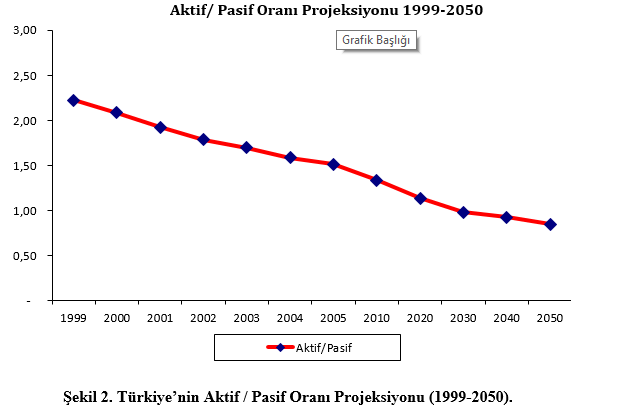 Aktif/ Pasif Oranı Projeksiyonu 1999-2050
Grafik Başlığı
3,00
2,50
2,00
1,50
1,00
0,50
-
1999 2000 2001 2002 2003 2004 2005 2010 2020 2030 2040 2050
Aktif/Pasif
Şekil 2. Türkiye’nin Aktif / Pasif Oranı Projeksiyonu (1999-2050).